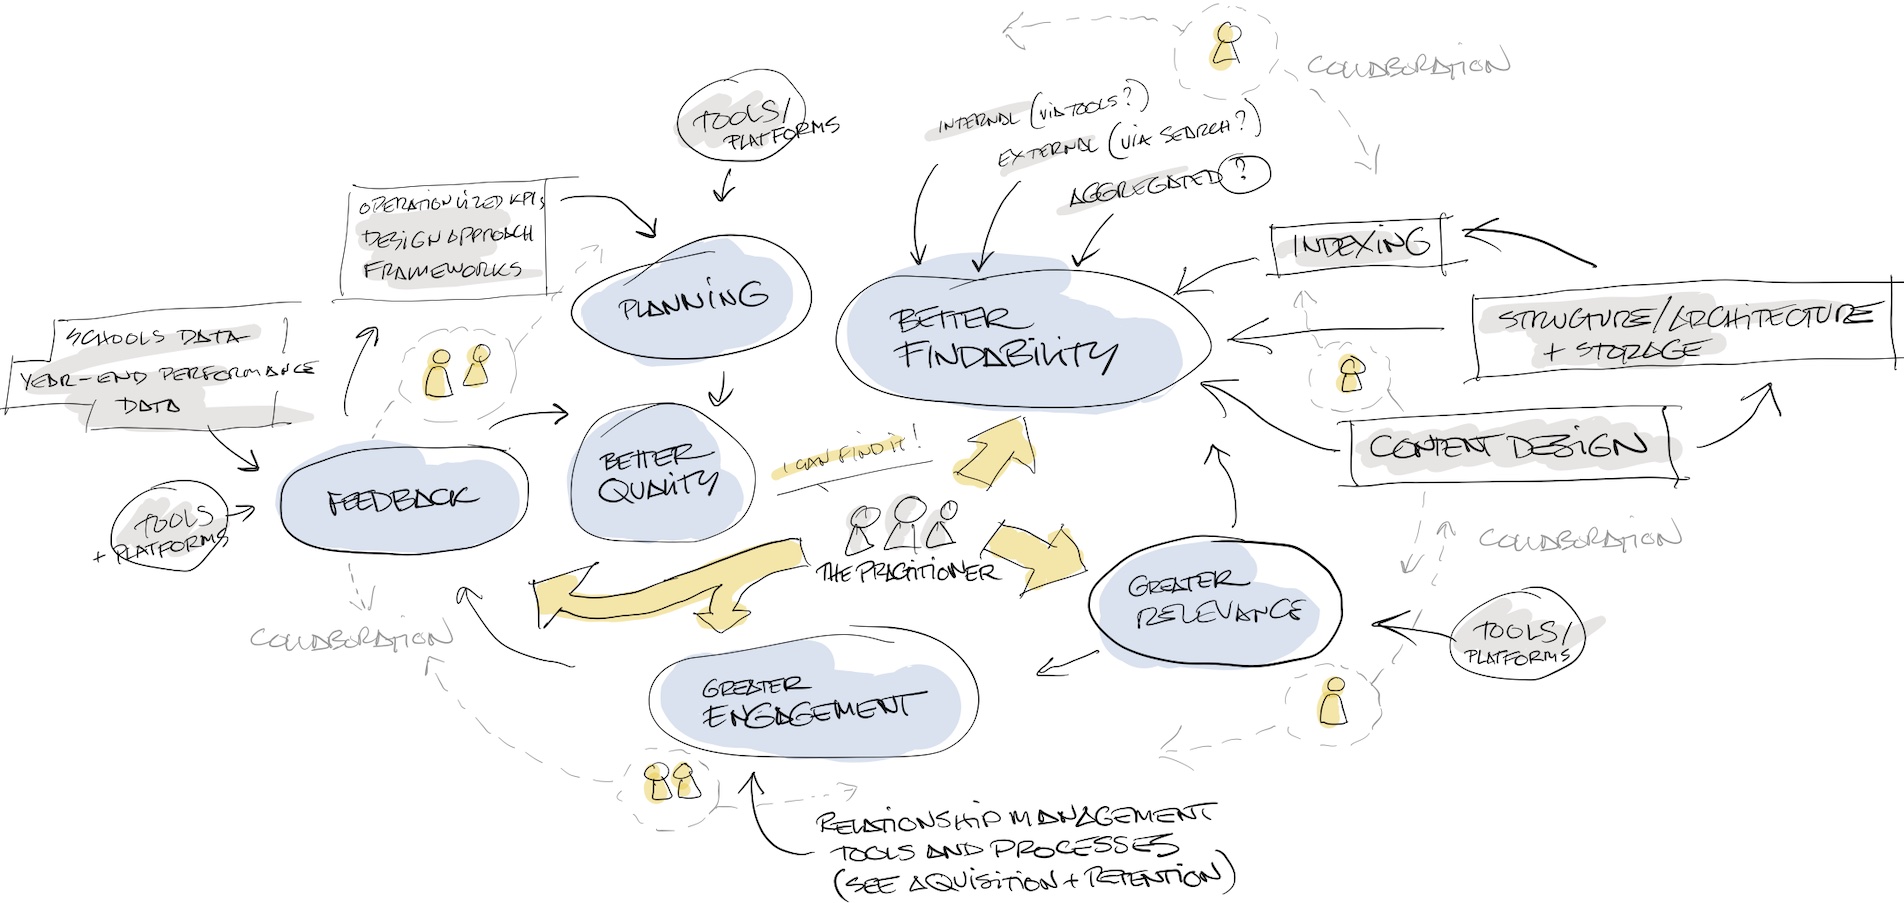 COLLABORATION
TOOLS/
PLATFORMS
INTERNAL (VIA TOOLS?)
EXTERNAL (VIA SEARCH?)
AGGREGATED?
OPERATIONLIZED KPIs
DESIGN APPROACH
FRAMEWORKS
PLANNING
INDEXING
BETTER
FINDABILITY
STRUCTURE/ARCHITECTURE
+ STORAGE
SCHOOLS DATA
YEAR-END PERFORMANCE
DATA
CONTENT DESIGN
I CAN FIND IT!
BETTER
QUALITY
FEEDBACK
TOOLS
+ PLATFORMS
THE PRACITIONER
COLLABORATION
GREATER
RELEVANCE
TOOLS/
PLATFORMS
COLLABORATION
GREATER
ENGAGEMENT
RELATIONSHIP MANAGEMENT
TOOLS AND PROCESSES
(SEE AQUISITION + RETENTION)